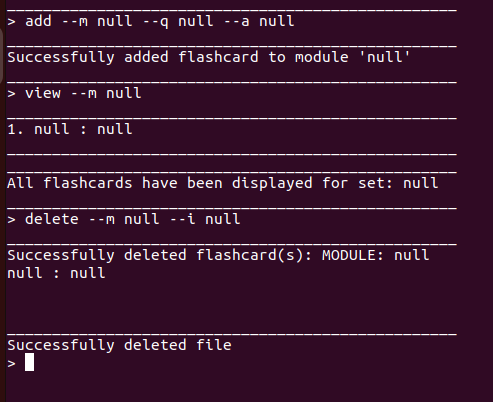 > add --m null --q null --a null
Successfully added flashcard to module 'null'
> view --m null
1. null : null
All flashcards have been displayed for set: null
> delete --m null --i null
Successfully deleted flashcard(s): MODULE: null
null : null
Successfully deleted file
>